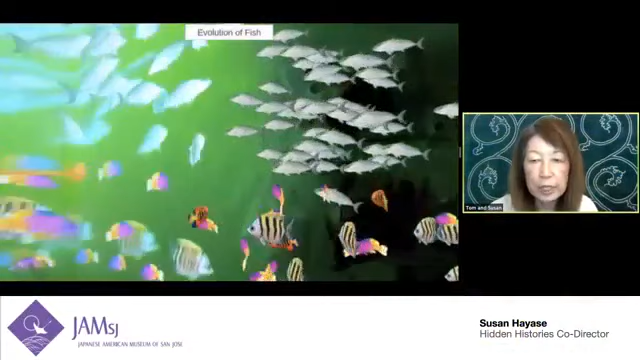 Evolution of Fish
Tom and Susan
JAMsj
JAPANESE AMERICAN MUSEUM OF SAN JOSE
Susan Hayase
Hidden Histories Co-Director